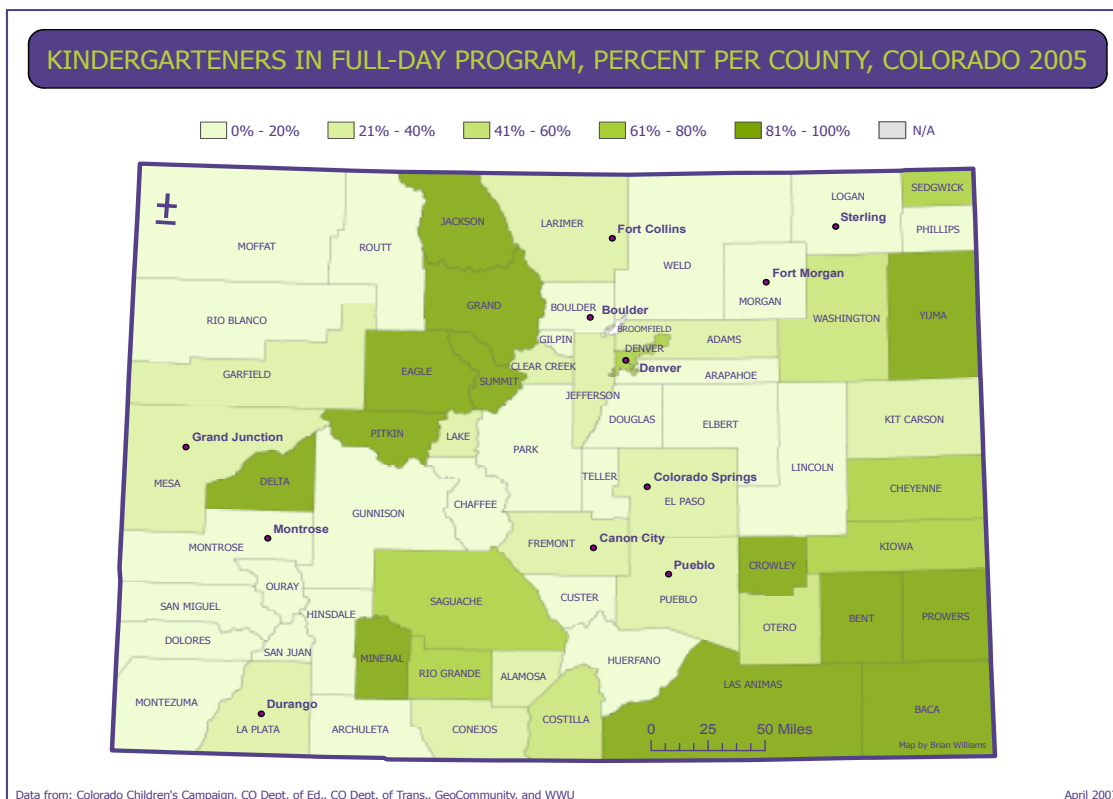 KINDERGARTENERS IN FULL-DAY PROGRAM, PERCENT PER COUNTY, COLORADO 2005
0% - 20% 21% - 40% 41% - 60% 61% - 80% 81% - 100% N/A
SEDGWICK
LOGAN
JACKSON
LARIMER
Sterling
PHILLIPS
Fort Collins
MOFFAT
ROUTT
WELD
Fort Morgan
MORGAN
GRAND
BOULDER
Boulder
WASHINGTON
YUMA
RIO BLANCO
BROOMFIELD
GILPIN
ADAMS
DENVER
CLEAR CREEK
Denver
GARFIELD
EAGLE
SUMMIT
ARAPAHOE
JEFFERSON
DOUGLAS
ELBERT
KIT CARSON
Grand Junction
PITKIN
LAKE
PARK
LINCOLN
MESA
DELTA
TELLER
Colorado Springs
CHEYENNE
EL PASO
CHAFFEE
GUNNISON
Montrose
MONTROSE
FREMONT
Canon City
KIOWA
Pueblo
CROWLEY
OURAY
SAN MIGUEL
HINSDALE
SAGUACHE
CUSTER
PUEBLO
OTERO
BENT
PROWERS
DOLORES
SAN JUAN
MINERAL
RIO GRANDE
ALAMOSA
HUERFANO
LAS ANIMAS
MONTEZUMA
Durango
LA PLATA
ARCHULETA
CONEJOS
COSTILLA
BACA
0 25 50 Miles
Map by Brian Williams
Data from: Colorado Children's Campaign, CO Dept. of Ed., CO Dept. of Trans., GeoCommunity, and WWU
April 2007